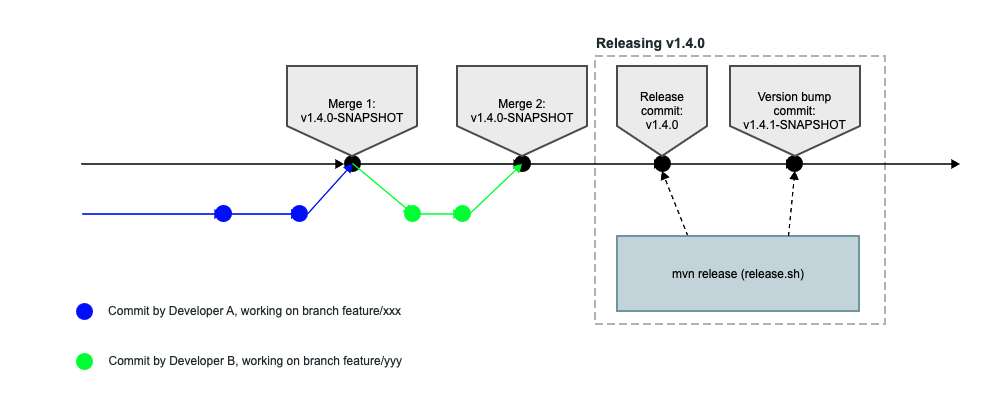 Releasing v1.4.0
Merge 1:
v1.4.0-SNAPSHOT
Merge 2:
v1.4.0-SNAPSHOT
Release
commit:
v1.4.0
Version bump
commit:
v1.4.1-SNAPSHOT
mvn release (release.sh)
Commit by Developer A, working on branch feature/xxx
Commit by Developer B, working on branch feature/yyy